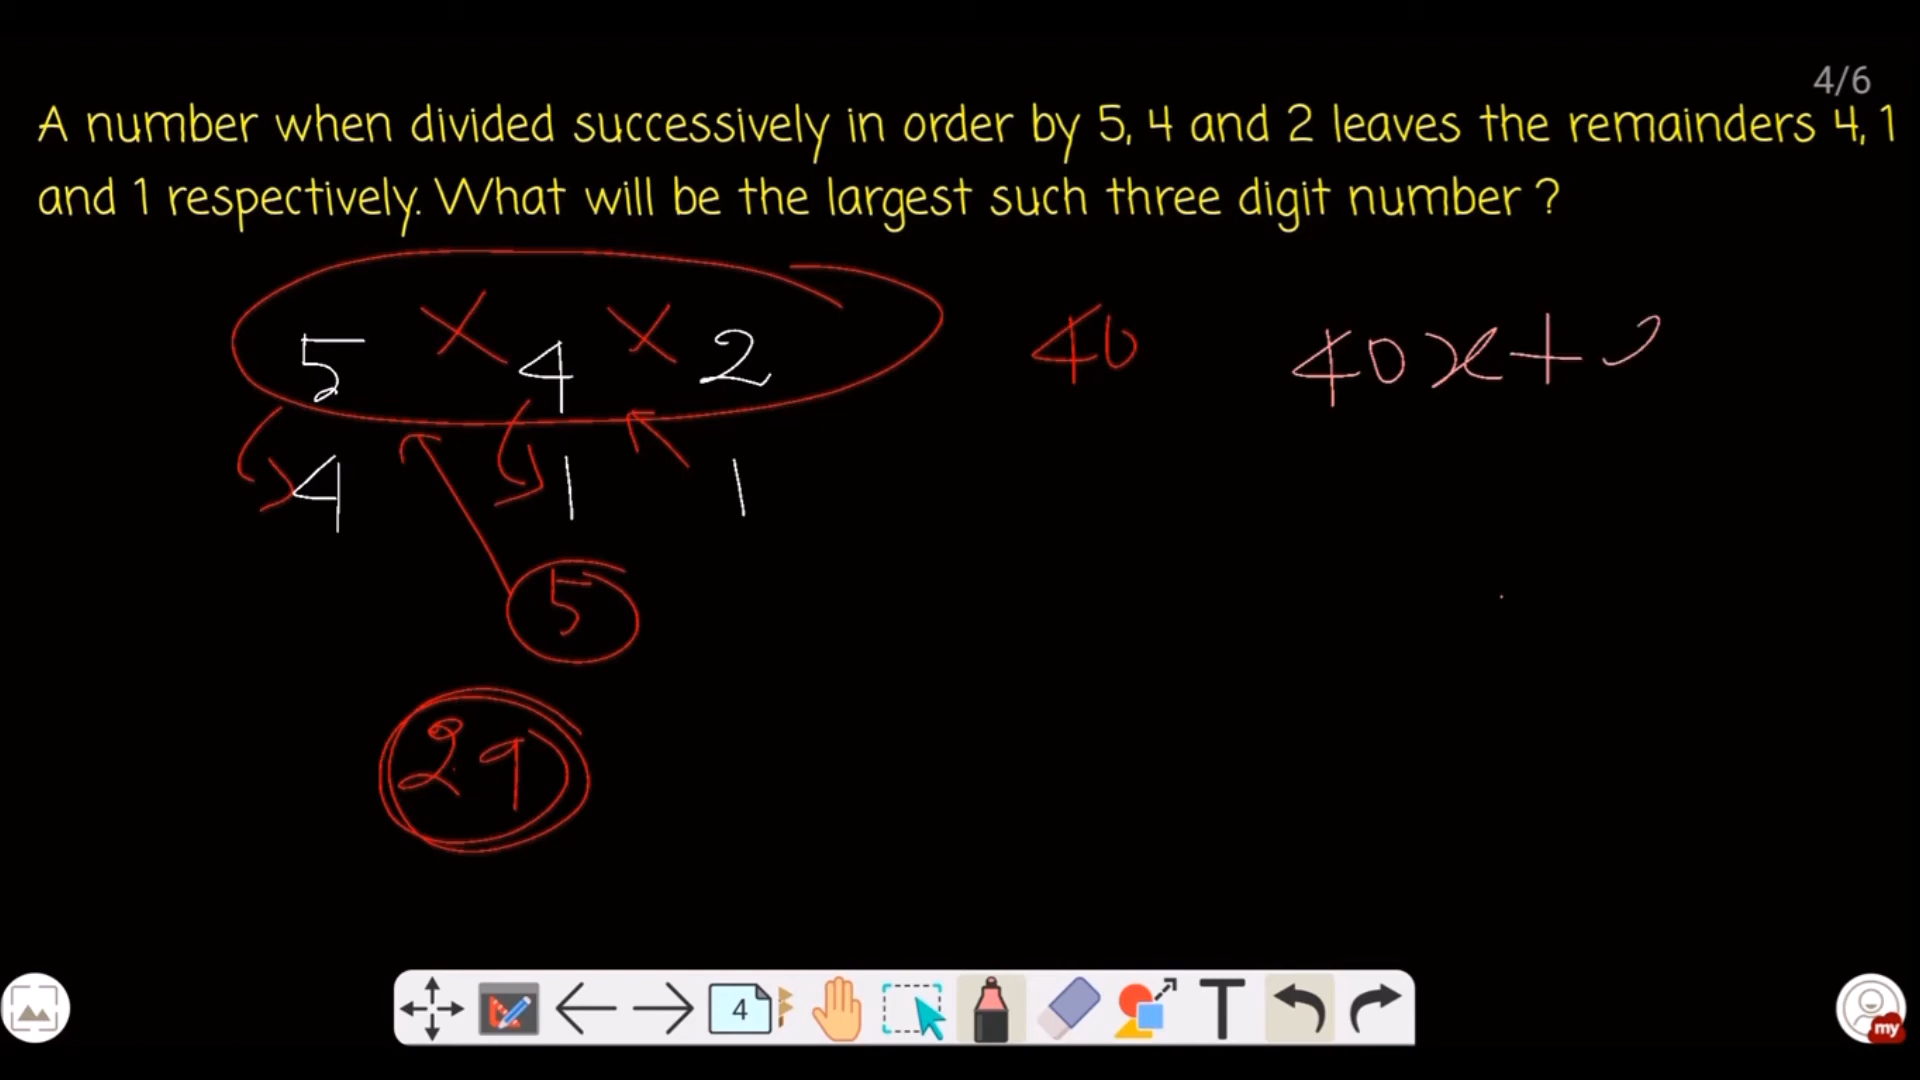 4/6
A number when divided successively in order by 5, 4 and 2 leaves the remainders 4, 1
and 1 respectively. What will be the largest such three digit number ?
5 × 4 × 2 40 40x+
4 1 1
5
29
4 T
my